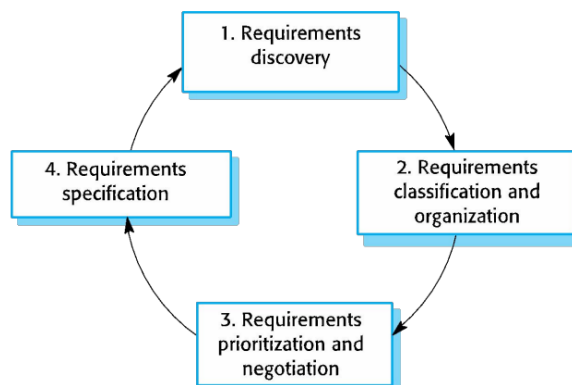 1. Requirements
discovery
2. Requirements
classification and
organization
3. Requirements
prioritization and
negotiation
4. Requirements
specification